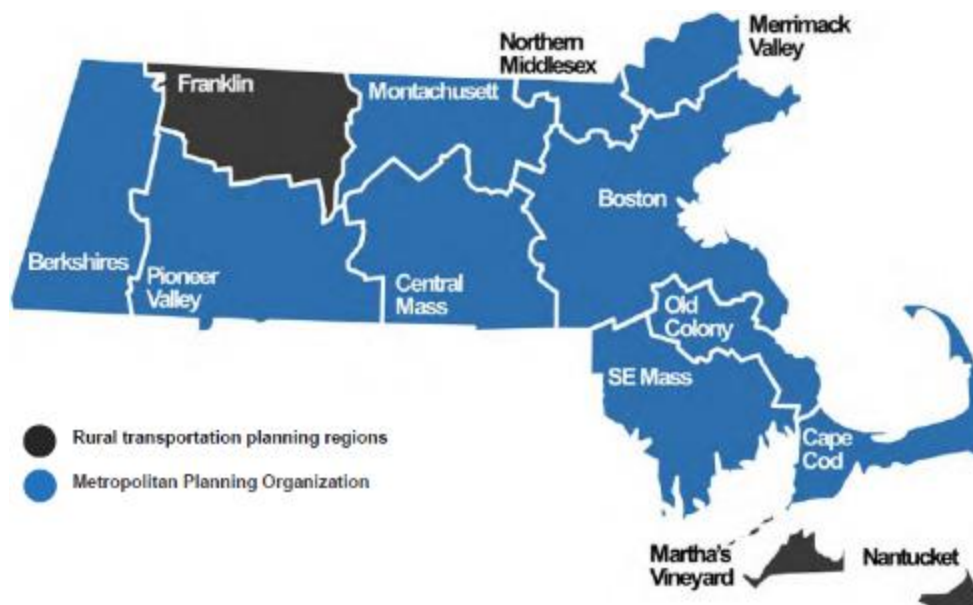 Merrimack
Valley
Northern
Middlesex
Franklin
Montachusett
Boston
Berkshires
Pioneer
Valley
Central
Mass
Old
Colony
SE Mass
Rural transportation planning regions
Metropolitan Planning Organization
Cape
Cod
Martha's
Vineyard
Nantucket